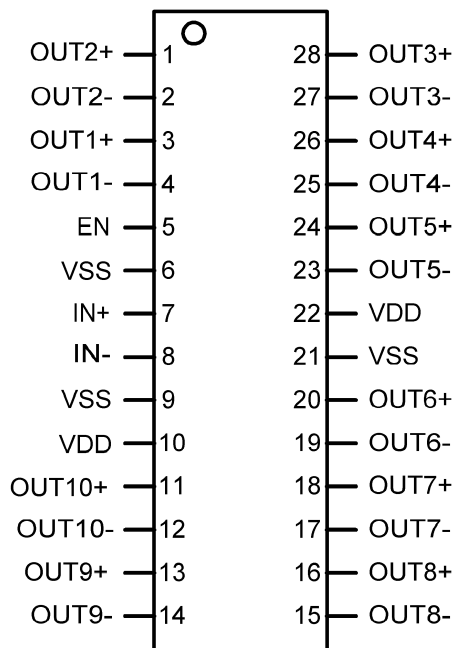 OUT2+ 1 28 OUT3+
OUT2- 2 27 OUT3-
OUT1+ 3 26 OUT4+
OUT1- 4 25 OUT4-
EN 5 24 OUT5+
VSS 6 23 OUT5-
IN+ 7 22 VDD
IN- 8 21 VSS
VSS 9 20 OUT6+
VDD 10 19 OUT6-
OUT10+ 11 18 OUT7+
OUT10- 12 17 OUT7-
OUT9+ 13 16 OUT8+
OUT9- 14 15 OUT8-